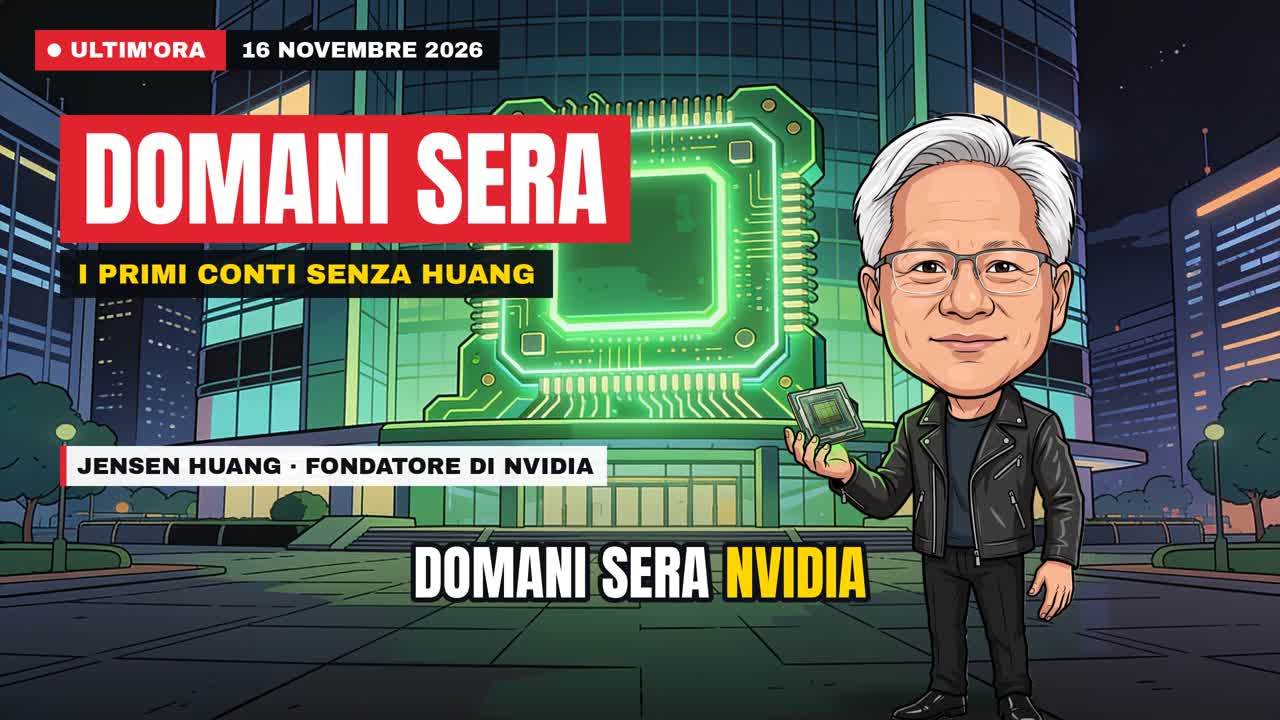 ULTIM'ORA
16 NOVEMBRE 2026
DOMANI SERA
I PRIMI CONTI SENZA HUANG
JENSEN HUANG · FONDATORE DI NVIDIA
DOMANI SERA NVIDIA